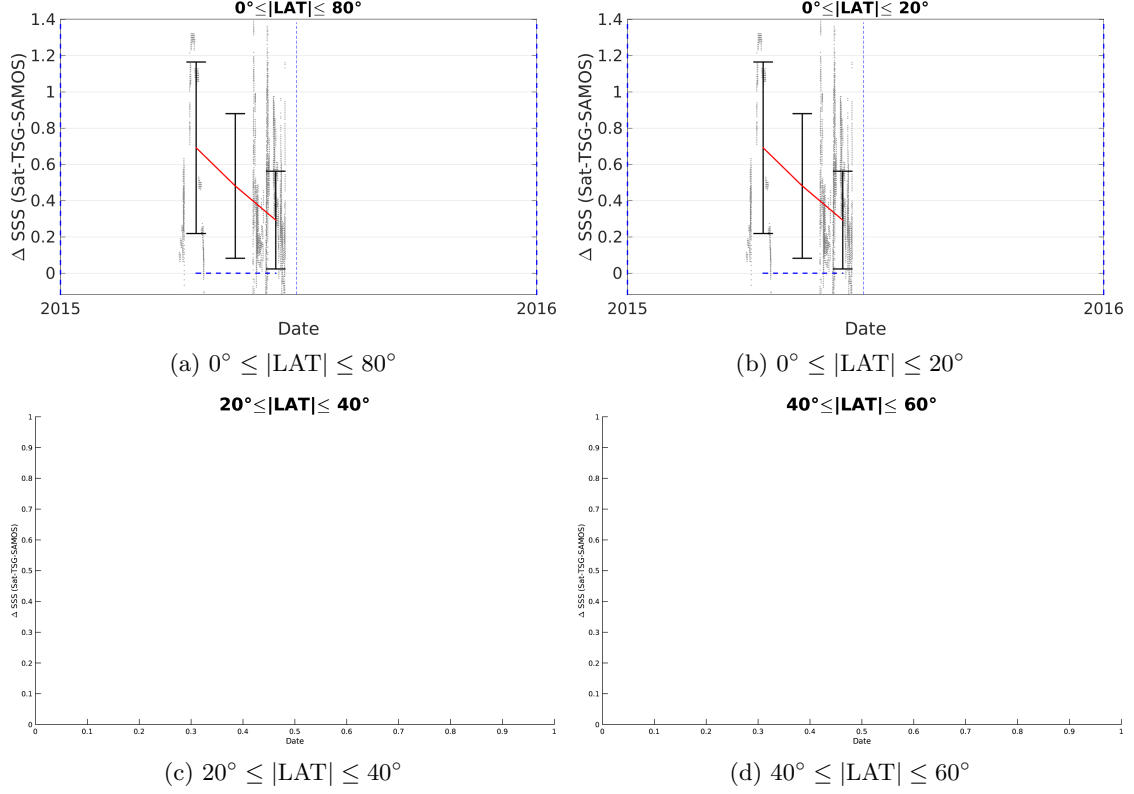 0°≤|LAT|≤ 80°
1.4
1.2
1
0.8
0.6
0.4
0.2
0
Δ SSS (Sat-TSG-SAMOS)
2015
2016
Date
(a) 0° ≤ |LAT| ≤ 80°
0°≤|LAT|≤ 20°
1.4
1.2
1
0.8
0.6
0.4
0.2
0
Δ SSS (Sat-TSG-SAMOS)
2015
2016
Date
(b) 0° ≤ |LAT| ≤ 20°
20°≤|LAT|≤ 40°
1
0.9
0.8
0.7
0.6
0.5
0.4
0.3
0.2
0.1
0
Δ SSS (Sat-TSG-SAMOS)
0 0.1 0.2 0.3 0.4 0.5 0.6 0.7 0.8 0.9 1
Date
(c) 20° ≤ |LAT| ≤ 40°
40°≤|LAT|≤ 60°
1
0.9
0.8
0.7
0.6
0.5
0.4
0.3
0.2
0.1
0
Δ SSS (Sat-TSG-SAMOS)
0 0.1 0.2 0.3 0.4 0.5 0.6 0.7 0.8 0.9 1
Date
(d) 40° ≤ |LAT| ≤ 60°